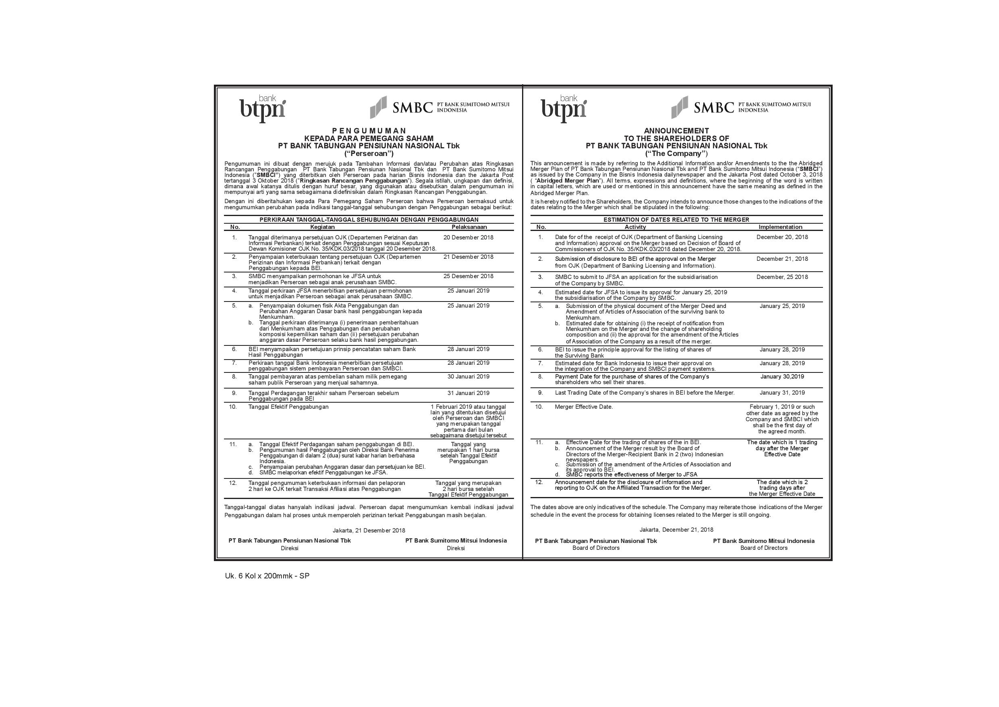 bank
btpn
SMBC PT BANK SUMITOMO MITSUI
INDONESIA
P E N G U M U M A N
KEPADA PARA PEMEGANG SAHAM
PT BANK TABUNGAN PENSIUNAN NASIONAL Tbk
(“Perseroan”)
Pengumuman ini dibuat dengan merujuk pada Tambahan Informasi dan/atau Perubahan atas Ringkasan
Rancangan Penggabungan PT Bank Tabungan Pensiunan Nasional Tbk dan PT Bank Sumitomo Mitsui
Indonesia (”SMBCI”) yang diterbitkan oleh Perseroan pada harian Bisnis Indonesia dan the Jakarta Post
tertanggal 3 Oktober 2018 (”Ringkasan Rancangan Penggabungan”). Segala istilah, ungkapan dan definisi,
dimana awal katanya ditulis dengan huruf besar, yang digunakan atau disebutkan dalam pengumuman ini
mempunyai arti yang sama sebagaimana didefinisikan dalam Ringkasan Rancangan Penggabungan.
Dengan ini diberitahukan kepada Para Pemegang Saham Perseroan bahwa Perseroan bermaksud untuk
mengumumkan perubahan pada indikasi tanggal-tanggal sehubungan dengan Penggabungan sebagai berikut:
PERKIRAAN TANGGAL-TANGGAL SEHUBUNGAN DENGAN PENGGABUNGAN
No. Kegiatan Pelaksanaan
1. Tanggal diterimanya persetujuan OJK (Departemen Perizinan dan 20 Desember 2018
Informasi Perbankan) terkait dengan Penggabungan sesuai Keputusan
Dewan Komisioner OJK No. 35/KDK.03/2018 tanggal 20 Desember 2018.
2. Penyampaian keterbukaan tentang persetujuan OJK (Departemen 21 Desember 2018
Perizinan dan Informasi Perbankan) terkait dengan
Penggabungan kepada BEI.
3. SMBC menyampaikan permohonan ke JFSA untuk 25 Desember 2018
menjadikan Perseroan sebagai anak perusahaan SMBC.
4. Tanggal perkiraan JFSA menerbitkan persetujuan permohonan 25 Januari 2019
untuk menjadikan Perseroan sebagai anak perusahaan SMBC.
5. a. Penyampaian dokumen fisik Akta Penggabungan dan 25 Januari 2019
Perubahan Anggaran Dasar bank hasil penggabungan kepada
Menkumham.
b. Tanggal perkiraan diterimanya (i) penerimaan pemberitahuan
dari Menkumham atas Penggabungan dan perubahan
komposisi kepemilikan saham dan (ii) persetujuan perubahan
anggaran dasar Perseroan selaku bank hasil penggabungan.
6. BEI menyampaikan persetujuan prinsip pencatatan saham Bank 28 Januari 2019
Hasil Penggabungan
7. Perkiraan tanggal Bank Indonesia menerbitkan persetujuan 28 Januari 2019
penggabungan sistem pembayaran Perseroan dan SMBCI.
8. Tanggal pembayaran atas pembelian saham milik pemegang 30 Januari 2019
saham publik Perseroan yang menjual sahamnya.
9. Tanggal Perdagangan terakhir saham Perseroan sebelum 31 Januari 2019
Penggabungan pada BEI
10. Tanggal Efektif Penggabungan 1 Februari 2019 atau tanggal
lain yang ditentukan disetujui
oleh Perseroan dan SMBCI
yang merupakan tanggal
pertama dari bulan
sebagaimana disetujui tersebut
11. a. Tanggal Efektif Perdagangan saham penggabungan di BEI. Tanggal yang
b. Pengumuman hasil Penggabungan oleh Direksi Bank Penerima merupakan 1 hari bursa
Penggabungan di dalam 2 (dua) surat kabar harian berbahasa setelah Tanggal Efektif
Indonesia. Penggabungan
c. Penyampaian perubahan Anggaran dasar dan persetujuan ke BEI.
d. SMBC melaporkan efektif Penggabungan ke JFSA.
12. Tanggal pengumuman keterbukaan informasi dan pelaporan Tanggal yang merupakan
2 hari ke OJK terkait Transaksi Afiliasi atas Penggabungan 2 hari bursa setelah
Tanggal Efektif Penggabungan
Tanggal-tanggal diatas hanyalah indikasi jadwal. Perseroan dapat mengumumkan kembali indikasi jadwal
Penggabungan dalam hal proses untuk memperoleh perizinan terkait Penggabungan masih berjalan.
Jakarta, 21 Desember 2018
PT Bank Tabungan Pensiunan Nasional Tbk PT Bank Sumitomo Mitsui Indonesia
Direksi Direksi
bank
btpn
SMBC PT BANK SUMITOMO MITSUI
INDONESIA
ANNOUNCEMENT
TO THE SHAREHOLDERS OF
PT BANK TABUNGAN PENSIUNAN NASIONAL Tbk
(“The Company”)
This announcement is made by referring to the Additional Information and/or Amendments to the the Abridged
Merger Plan of PT Bank Tabungan Pensiunan Nasional Tbk and PT Bank Sumitomo Mitsui Indonesia (“SMBCI”)
as issued by the Company in the Bisnis Indonesia dailynewspaper and the Jakarta Post dated October 3, 2018
( “Abridged Merger Plan”). All terms, expressions and definitions, where the beginning of the word is written
in capital letters, which are used or mentioned in this announcement have the same meaning as defined in the
Abridged Merger Plan.
It is hereby notified to the Shareholders, the Company intends to announce those changes to the indications of the
dates relating to the Merger which shall be stipulated in the following:
ESTIMATION OF DATES RELATED TO THE MERGER
No. Activity Implementation
1. Date for of the receipt of OJK (Department of Banking Licensing December 20, 2018
and Information) approval on the Merger based on Decision of Board of
Commissioners of OJK No. 35/KDK.03/2018 dated December 20, 2018.
2. Submission of disclosure to BEI of the approval on the Merger December 21, 2018
from OJK (Department of Banking Licensing and Information).
3. SMBC to submit to JFSA an application for the subsidiarisation December, 25 2018
of the Company by SMBC.
4. Estimated date for JFSA to issue its approval for January 25, 2019
the subsidiarisation of the Company by SMBC.
5. a. Submission of the physical document of the Merger Deed and January 25, 2019
Amendment of Articles of Association of the surviving bank to
Menkumham.
b. Estimated date for obtaining (i) the receipt of notification from
Menkumham on the Merger and the change of shareholding
composition and (ii) the approval for the amendment of the Articles
of Association of the Company as a result of the merger.
6. BEI to issue the principle approval for the listing of shares of January 28, 2019
the Surviving Bank
7. Estimated date for Bank Indonesia to issue their approval on January 28, 2019
the integration of the Company and SMBCI payment systems.
8. Payment Date for the purchase of shares of the Company’s January 30,2019
shareholders who sell their shares.
9. Last Trading Date of the Company’s shares in BEI before the Merger. January 31, 2019
10. Merger Effective Date. February 1, 2019 or such
other date as agreed by the
Company and SMBCI which
shall be the first day of
the agreed month.
11. a. Effective Date for the trading of shares of the in BEI. The date which is 1 trading
b. Announcement of the Merger result by the Board of day after the Merger
Directors of the Merger-Recipient Bank in 2 (two) Indonesian Effective Date
newspapers.
c. Submission of the amendment of the Articles of Association and
its approval to BEI.
d. SMBC reports the effectiveness of Merger to JFSA
12. Announcement date for the disclosure of information and The date which is 2
reporting to OJK on the Affiliated Transaction for the Merger. trading days after
the Merger Effective Date
The dates above are only indicatives of the schedule. The Company may reiterate those indications of the Merger
schedule in the event the process for obtaining licenses related to the Merger is still ongoing.
Jakarta, December 21, 2018
PT Bank Tabungan Pensiunan Nasional Tbk PT Bank Sumitomo Mitsui Indonesia
Board of Directors Board of Directors
Uk. 6 Kol x 200mmk - SP